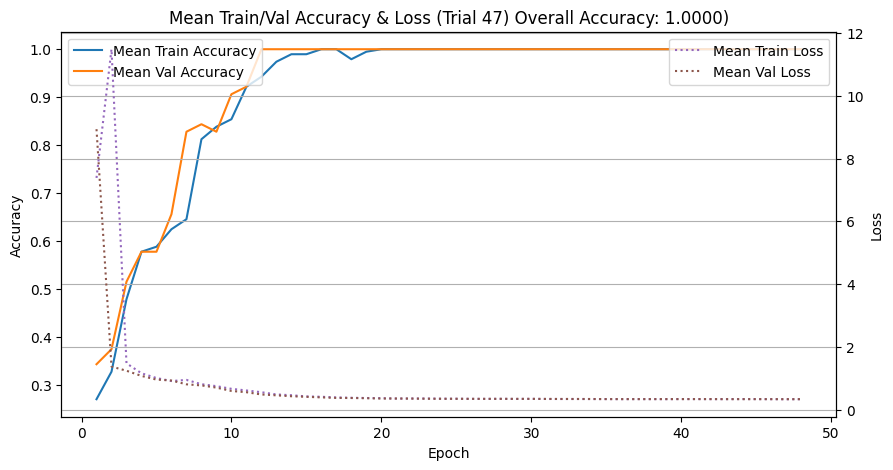 Mean Train/Val Accuracy & Loss (Trial 47) Overall Accuracy: 1.0000)
Mean Train Accuracy
Mean Val Accuracy
Mean Train Loss
Mean Val Loss
1.0
0.9
0.8
0.7
0.6
0.5
0.4
0.3
Accuracy
12
10
8
6
4
2
0
Loss
0
10
20
30
40
50
Epoch